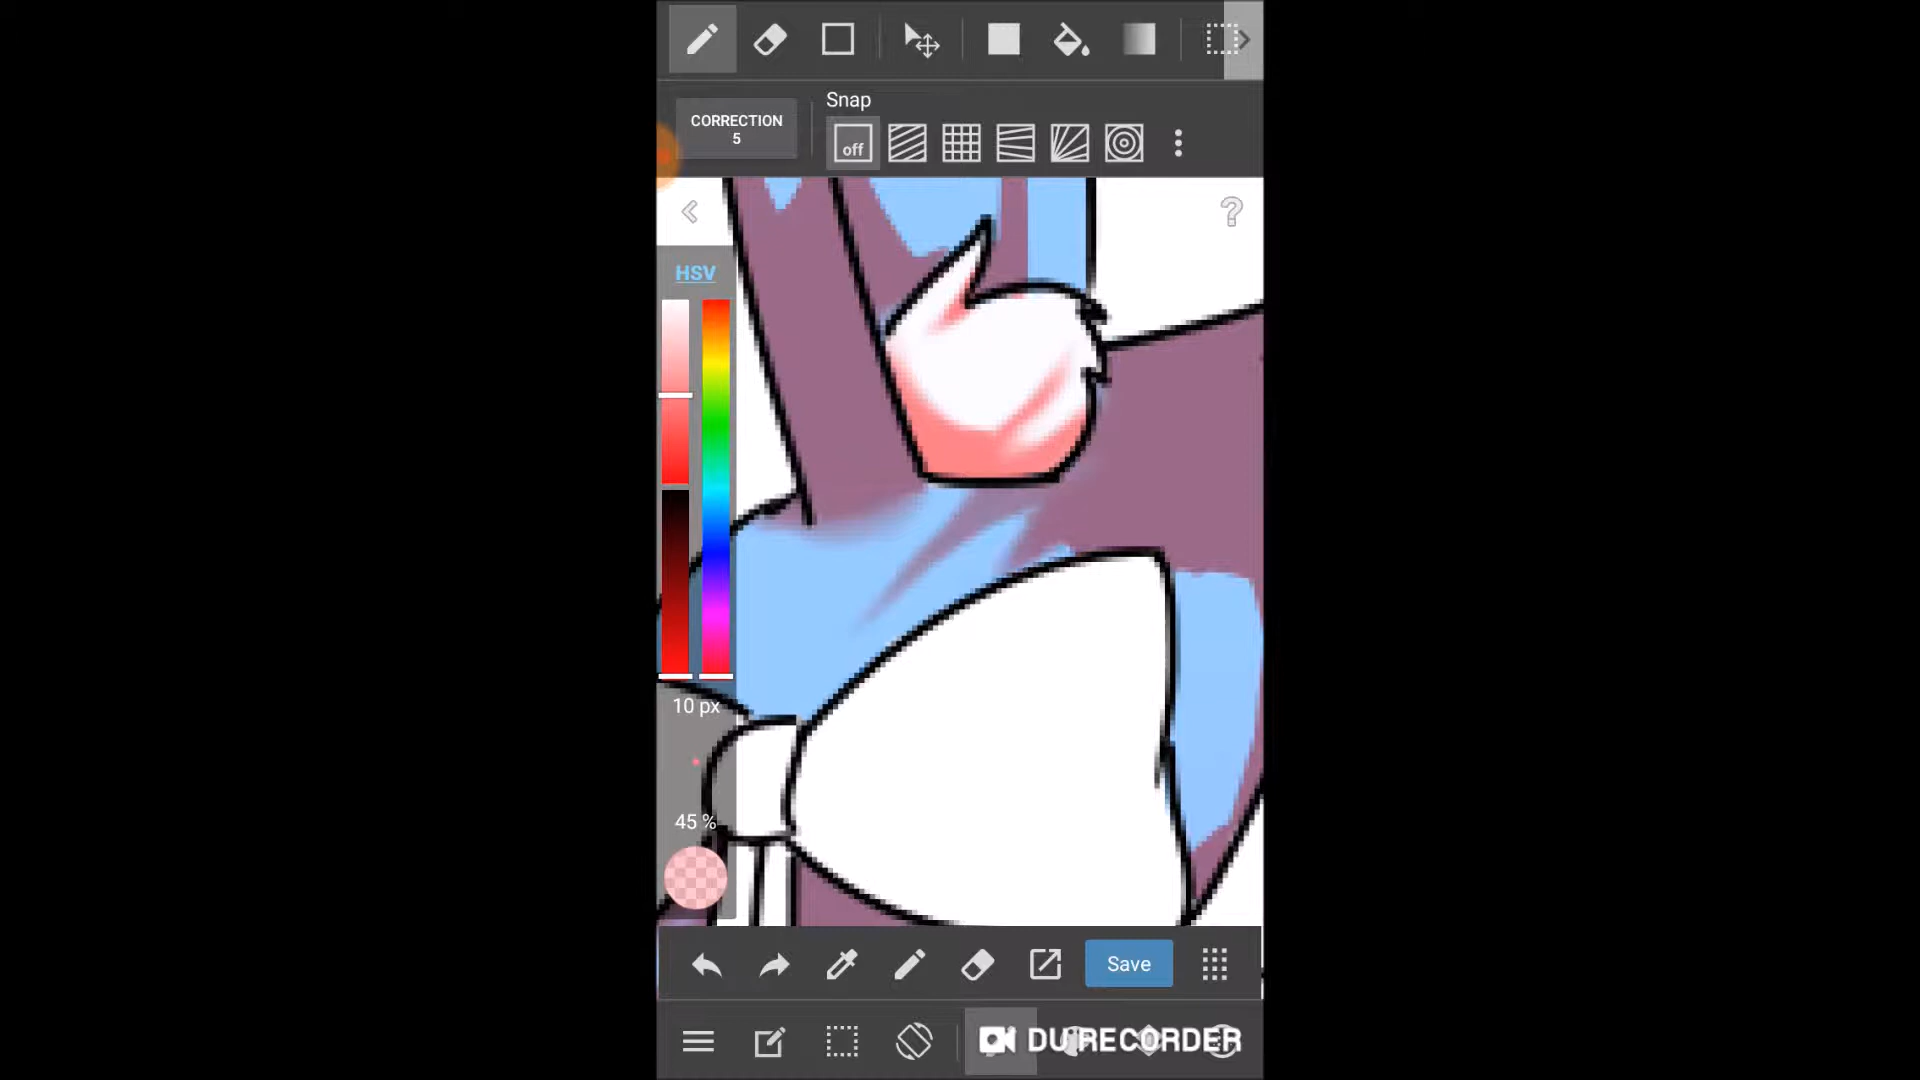 Snap
CORRECTION
5
off
HSV
10 px
45 %
Save
DU RECORDER